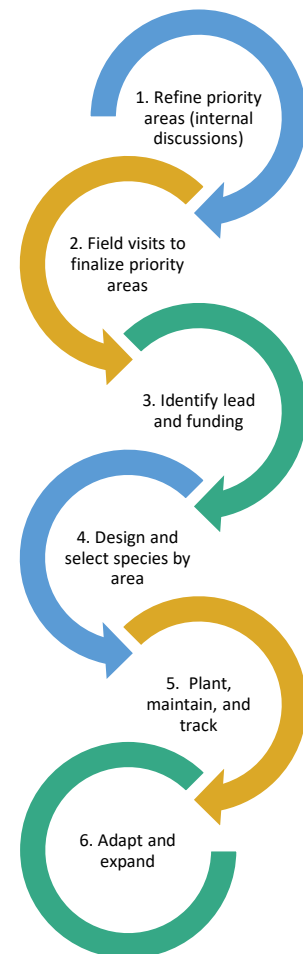 1. Refine priority
areas (internal
discussions)
2. Field visits to
finalize priority
areas
3. Identify lead
and funding
4. Design and
select species by
area
5.  Plant,
maintain, and
track
6. Adapt and
expand